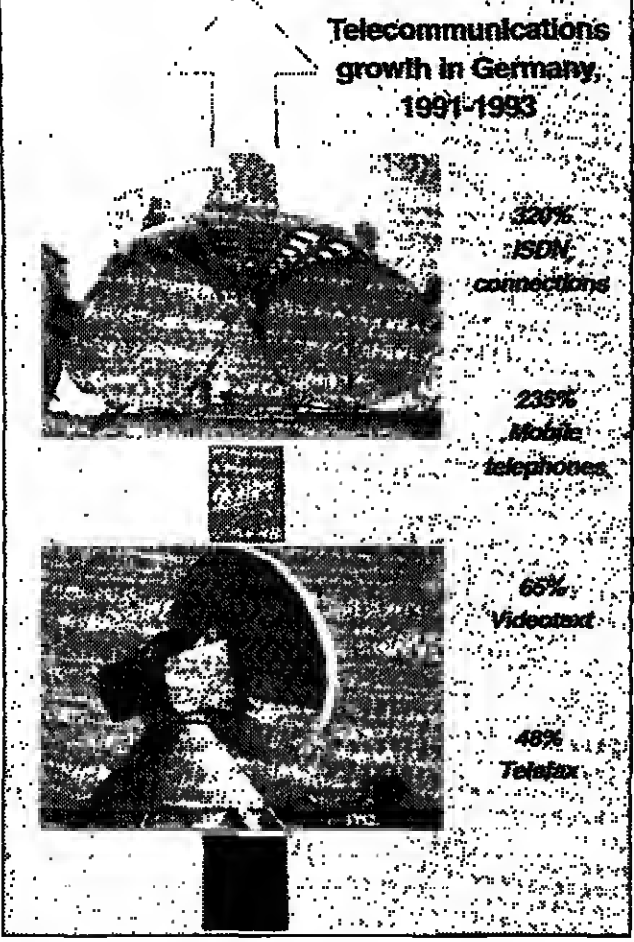 Telecommunications
growth in Germany,
1991-1993
320%
ISDN
connections
235%
Mobile
telephones
65%
Videotext
48%
Telefax